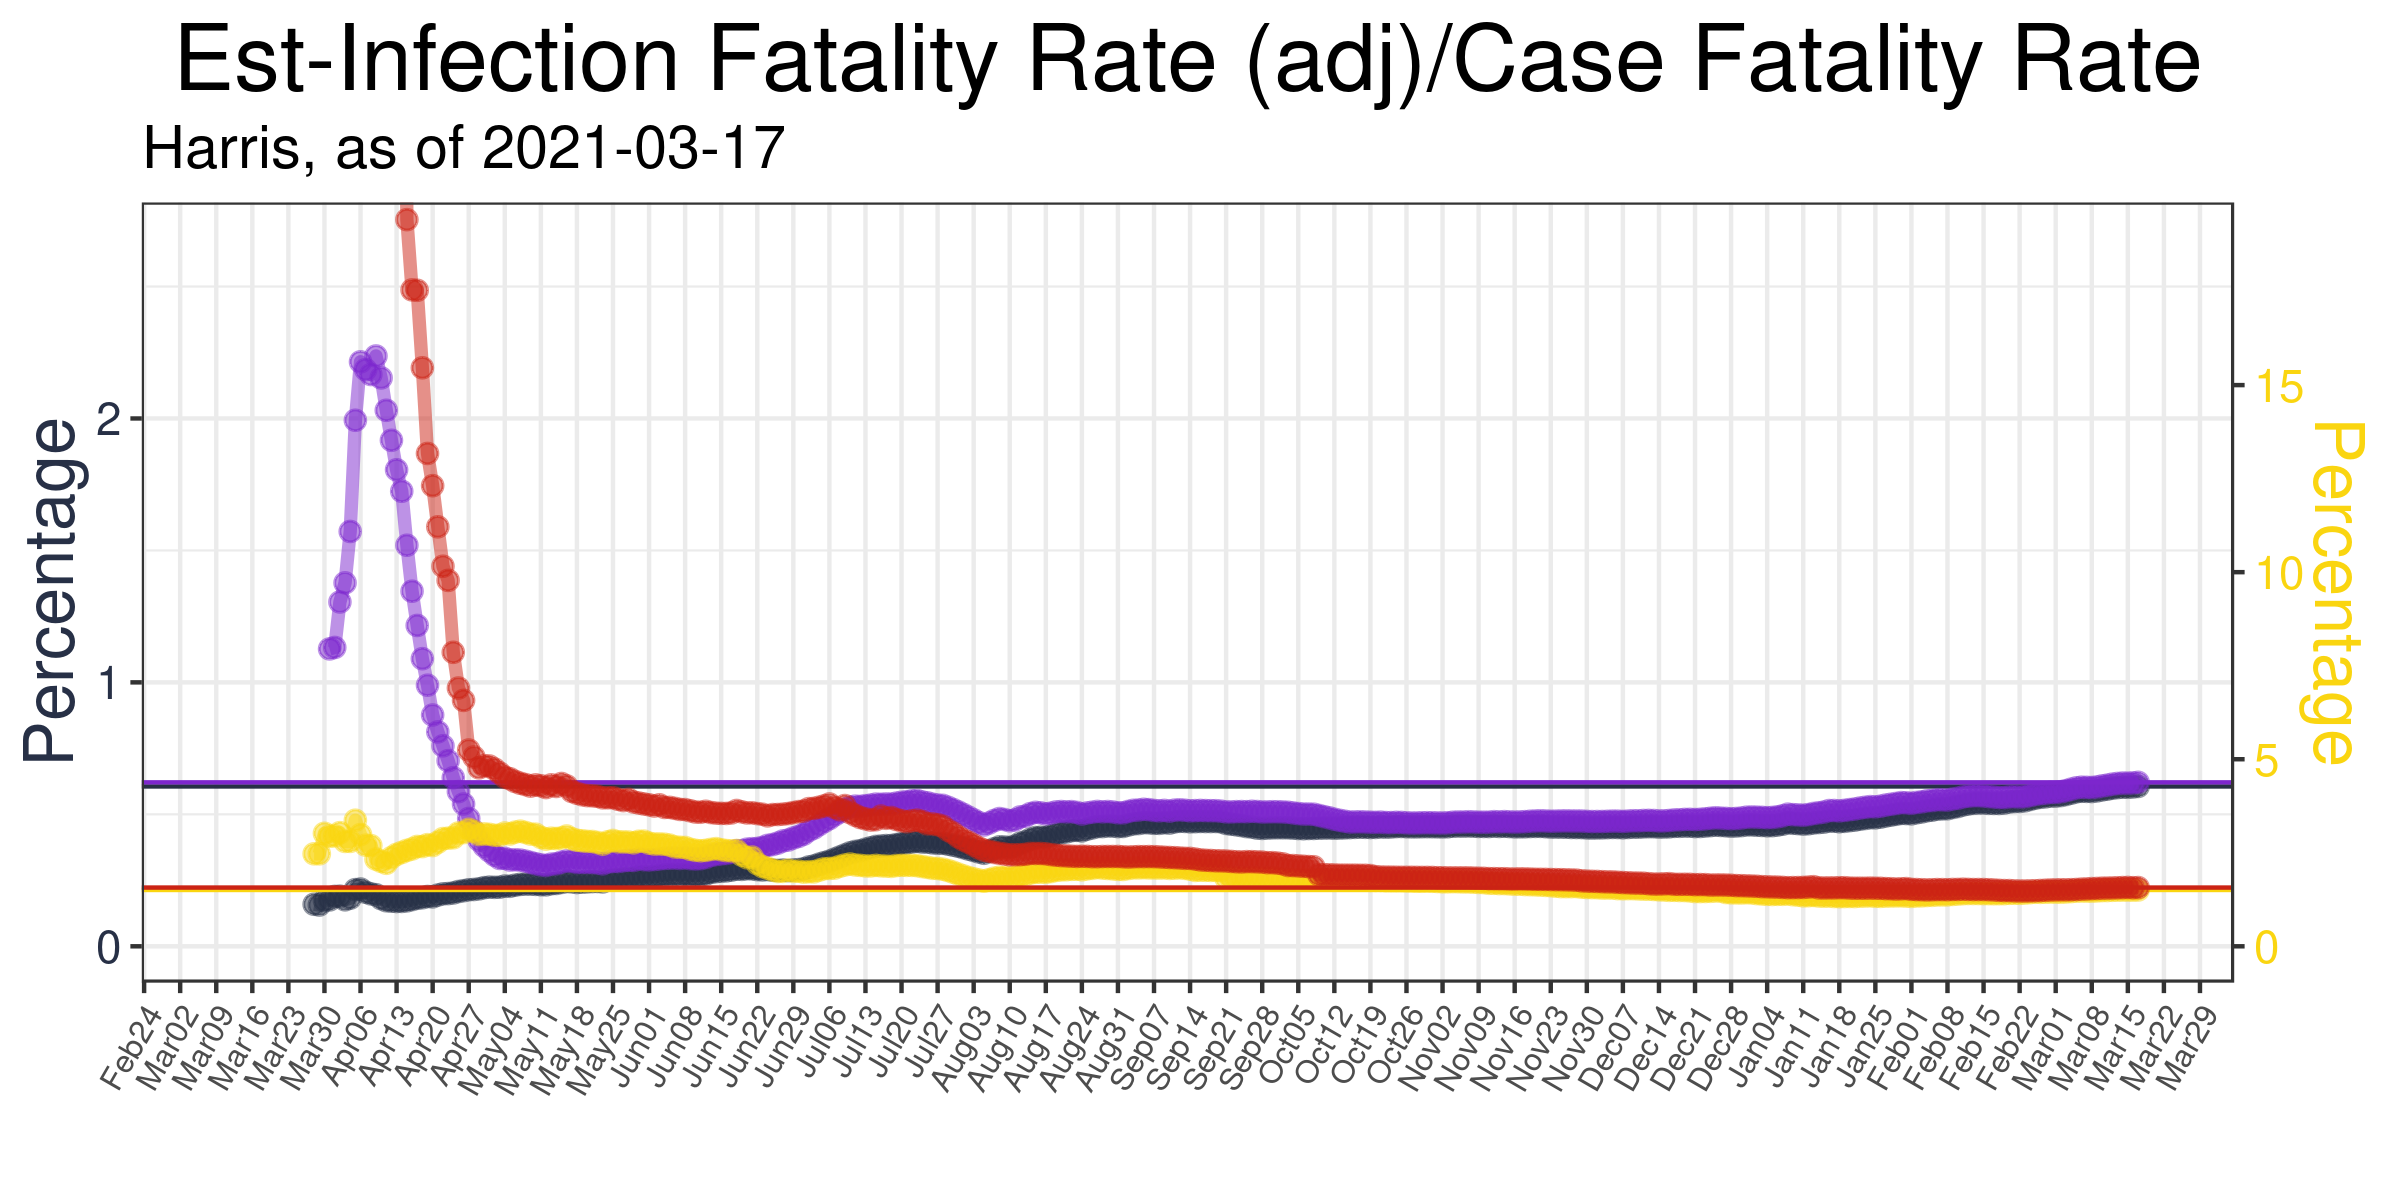 Est-Infection Fatality Rate (adj)/Case Fatality Rate
Harris, as of 2021-03-17
Percentage
2
1
0
15
10
5
0
Percentage
Feb24
Mar02
Mar09
Mar16
Mar23
Mar30
Apr06
Apr13
Apr20
Apr27
May04
May11
May18
May25
Jun01
Jun08
Jun15
Jun22
Jun29
Jul06
Jul13
Jul20
Jul27
Aug03
Aug10
Aug17
Aug24
Aug31
Sep07
Sep14
Sep21
Sep28
Oct05
Oct12
Oct19
Oct26
Nov02
Nov09
Nov16
Nov23
Nov30
Dec07
Dec14
Dec21
Dec28
Jan04
Jan11
Jan18
Jan25
Feb01
Feb08
Feb15
Feb22
Mar01
Mar08
Mar15
Mar22
Mar29